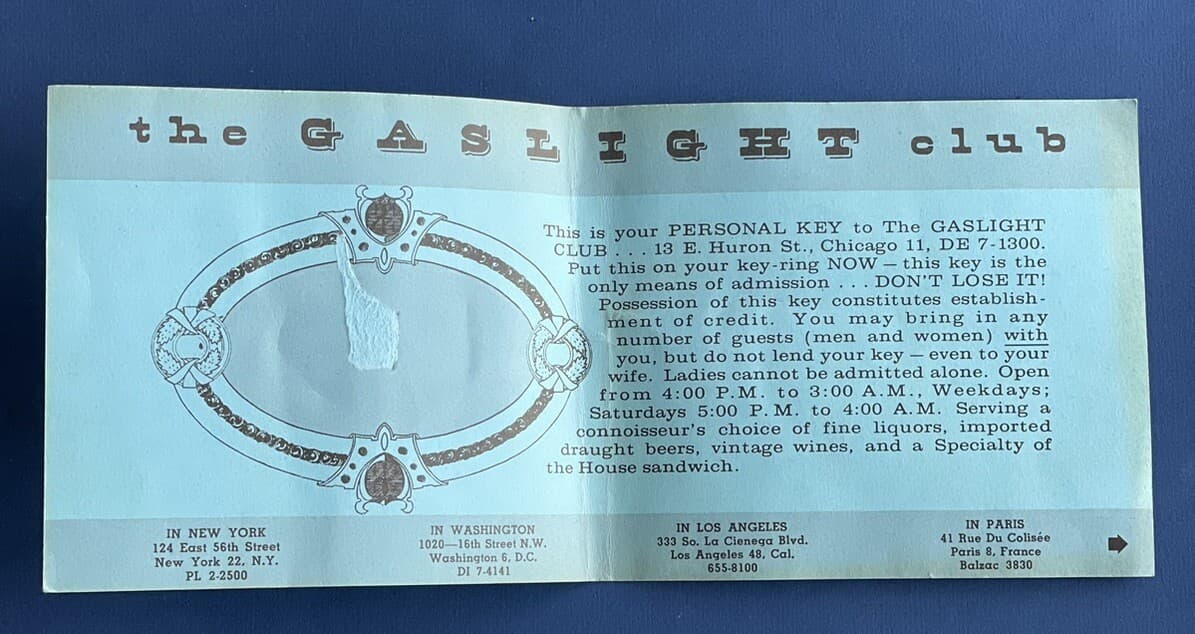 the GASLIGHT club
This is your PERSONAL KEY to The GASLIGHT
CLUB . . . 13 E. Huron St., Chicago 11, DE 7-1300.
Put this on your key-ring NOW — this key is the
only means of admission . . . DON'T LOSE IT!
Possession of this key constitutes establish-
ment of credit. You may bring in any
number of guests (men and women) with
you, but do not lend your key — even to your
wife. Ladies cannot be admitted alone. Open
from 4:00 P.M. to 3:00 A.M., Weekdays;
Saturdays 5:00 P.M. to 4:00 A.M. Serving a
connoisseur's choice of fine liquors, imported
draught beers, vintage wines, and a Specialty of
the House sandwich.
IN NEW YORK
124 East 56th Street
New York 22, N.Y.
PL 2-2500
IN WASHINGTON
1020—16th Street N.W.
Washington 6, D.C.
DI 7-4141
IN LOS ANGELES
333 So. La Cienega Blvd.
Los Angeles 48, Cal.
655-8100
IN PARIS
41 Rue Du Colisée
Paris 8, France
Balzac 3830